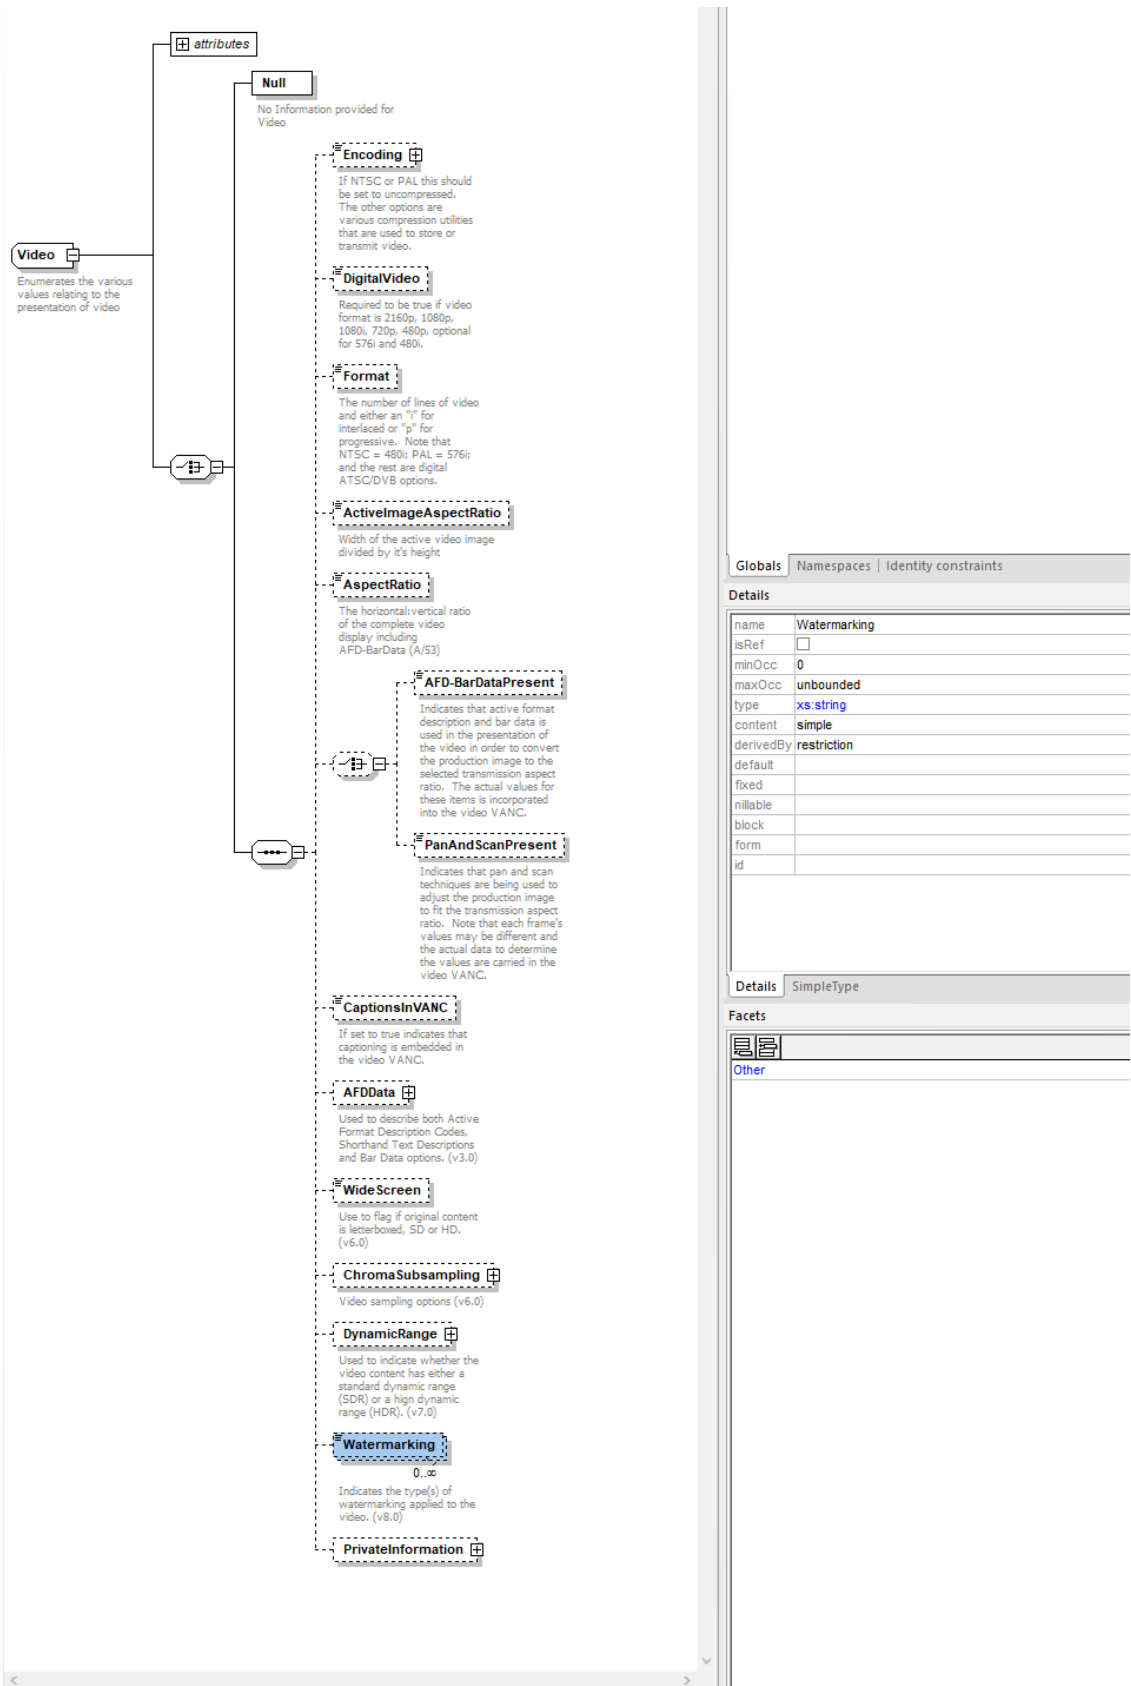 attributes
Null
No Information provided for
Video
Encoding
If NTSC or PAL this should
be set to uncompressed.
The other options are
various compression utilities
that are used to store or
transmit video.
Video
Enumerates the various
values relating to the
presentation of video
DigitalVideo
Required to be true if video
format is 2160p, 1080p,
1080i, 720p, 480p, optional
for 576i and 480i.
Format
The number of lines of video
and either an "i" for
interlaced or "p" for
progressive.  Note that
NTSC = 480i; PAL = 576i;
and the rest are digital
ATSC/DVB options.
ActiveImageAspectRatio
Width of the active video image
divided by it's height
AspectRatio
The horizontal:vertical ratio
of the complete video
display including
AFD-BarData (A/53)
AFD-BarDataPresent
Indicates that active format
description and bar data is
used in the presentation of
the video in order to convert
the production image to the
selected transmission aspect
ratio.  The actual values for
these items is incorporated
into the video VANC.
PanAndScanPresent
Indicates that pan and scan
techniques are being used to
adjust the production image
to fit the transmission aspect
ratio.  Note that each frame's
values may be different and
the actual data to determine
the values are carried in the
video VANC.
CaptionsInVANC
If set to true indicates that
captioning is embedded in
the video VANC.
AFDData
Used to describe both Active
Format Description Codes,
Shorthand Text Descriptions
and Bar Data options. (v3.0)
WideScreen
Use to flag if original content
is letterboxed, SD or HD.
(v6.0)
ChromaSubsampling
Video sampling options (v6.0)
DynamicRange
Used to indicate whether the
video content has either a
standard dynamic range
(SDR) or a hign dynamic
range (HDR). (v7.0)
Watermarking
0..∞
Indicates the type(s) of
watermarking applied to the
video. (v8.0)
PrivateInformation
Globals Namespaces | Identity constraints
Details
name Watermarking
isRef
minOcc 0
maxOcc unbounded
type xs:string
content simple
derivedBy restriction
default
fixed
nillable
block
form
id
Details SimpleType
Facets
Other